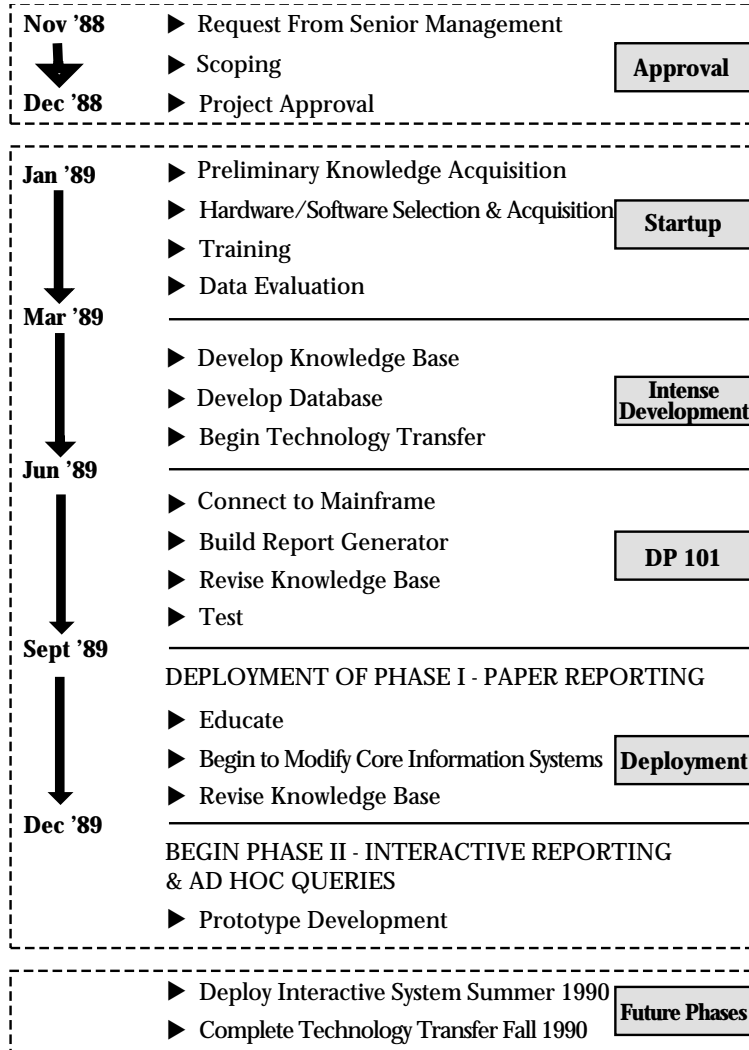 Nov '88
▶ Request From Senior Management
▶ Scoping
Approval
Dec '88
▶ Project Approval
Jan '89
▶ Preliminary Knowledge Acquisition
▶ Hardware/Software Selection & Acquisition
Startup
▶ Training
▶ Data Evaluation
Mar '89
▶ Develop Knowledge Base
▶ Develop Database
Intense
Development
▶ Begin Technology Transfer
Jun '89
▶ Connect to Mainframe
▶ Build Report Generator
DP 101
▶ Revise Knowledge Base
▶ Test
Sept '89
DEPLOYMENT OF PHASE I - PAPER REPORTING
▶ Educate
▶ Begin to Modify Core Information Systems
Deployment
▶ Revise Knowledge Base
Dec '89
BEGIN PHASE II - INTERACTIVE REPORTING
& AD HOC QUERIES
▶ Prototype Development
▶ Deploy Interactive System Summer 1990
Future Phases
▶ Complete Technology Transfer Fall 1990